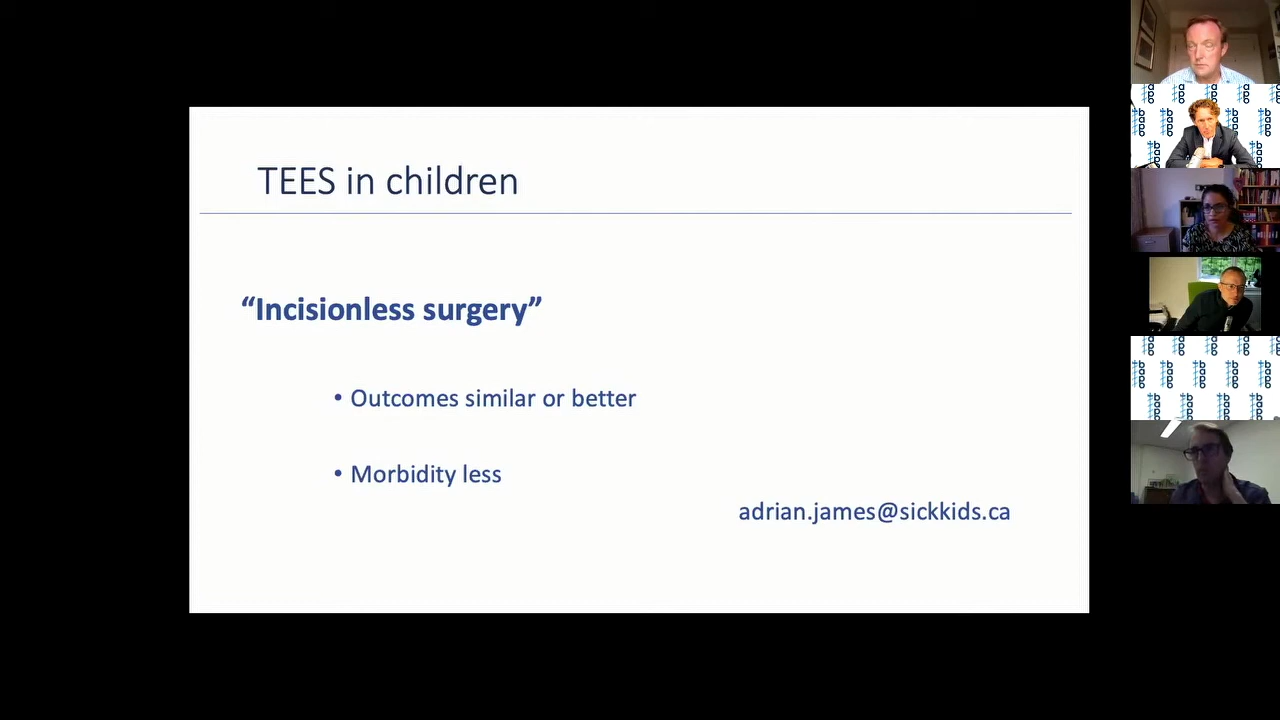 TEES in children
“Incisionless surgery”
• Outcomes similar or better
• Morbidity less
adrian.james@sickkids.ca